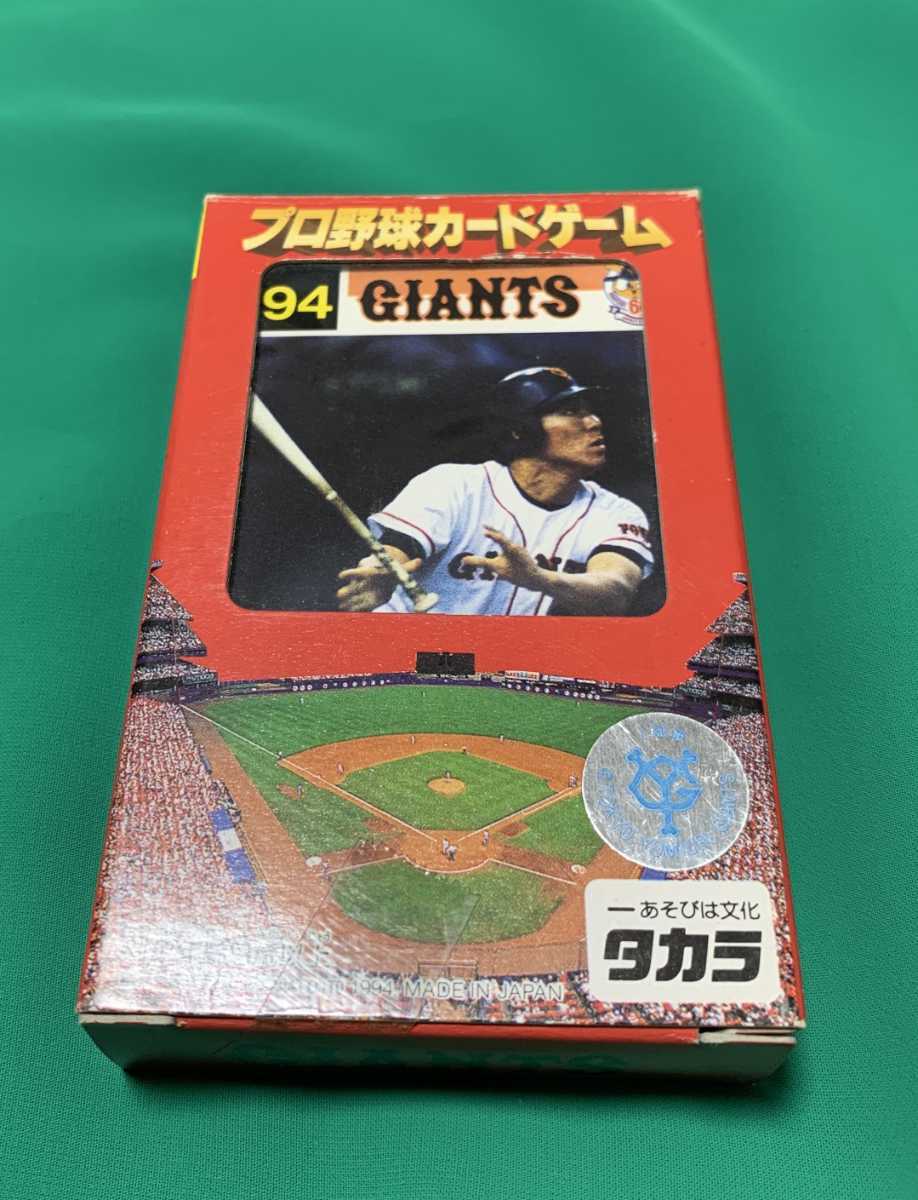 プロ野球カードゲーム
94 GIANTS
タカラ
一あそびは文化
1994 MADE IN JAPAN
GIANTS